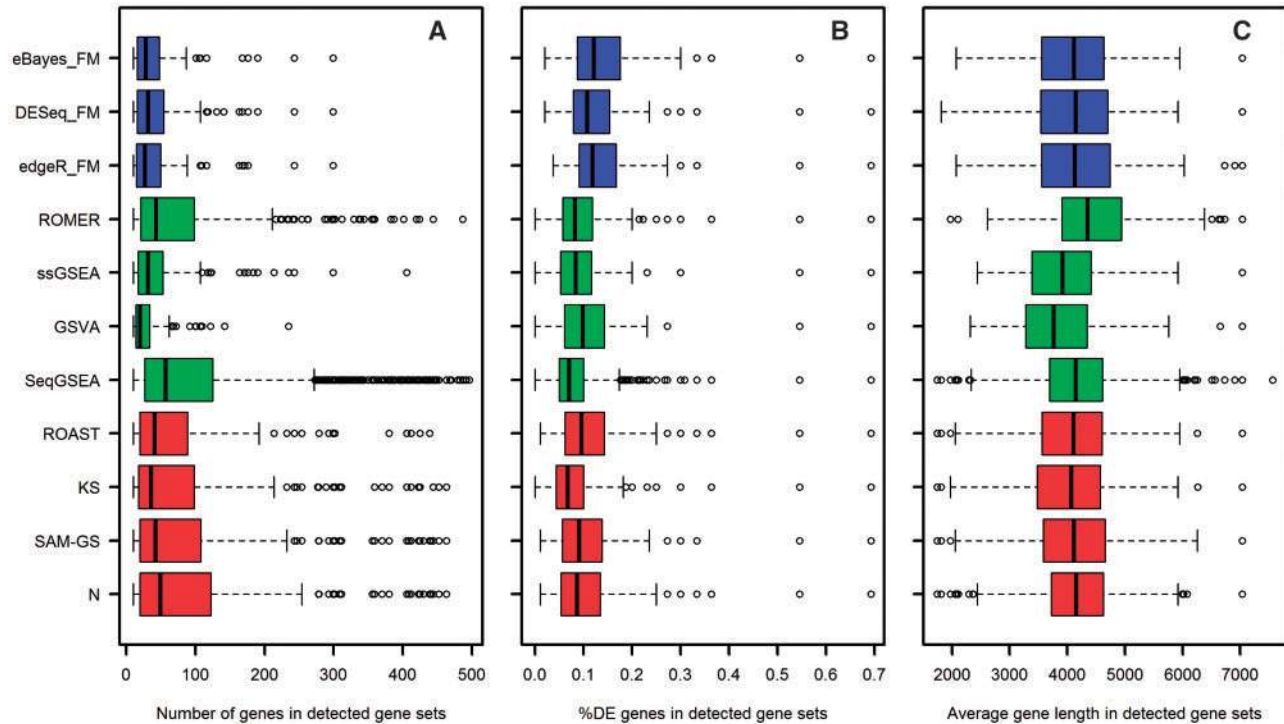 A
B
C
eBayes_FM
DESeq_FM
edgeR_FM
ROMER
ssGSEA
GSVA
SeqGSEA
ROAST
KS
SAM-GS
N
0 100 200 300 400 500
0.0 0.1 0.2 0.3 0.4 0.5 0.6 0.7
2000 3000 4000 5000 6000 7000
Number of genes in detected gene sets
%DE genes in detected gene sets
Average gene length in detected gene sets